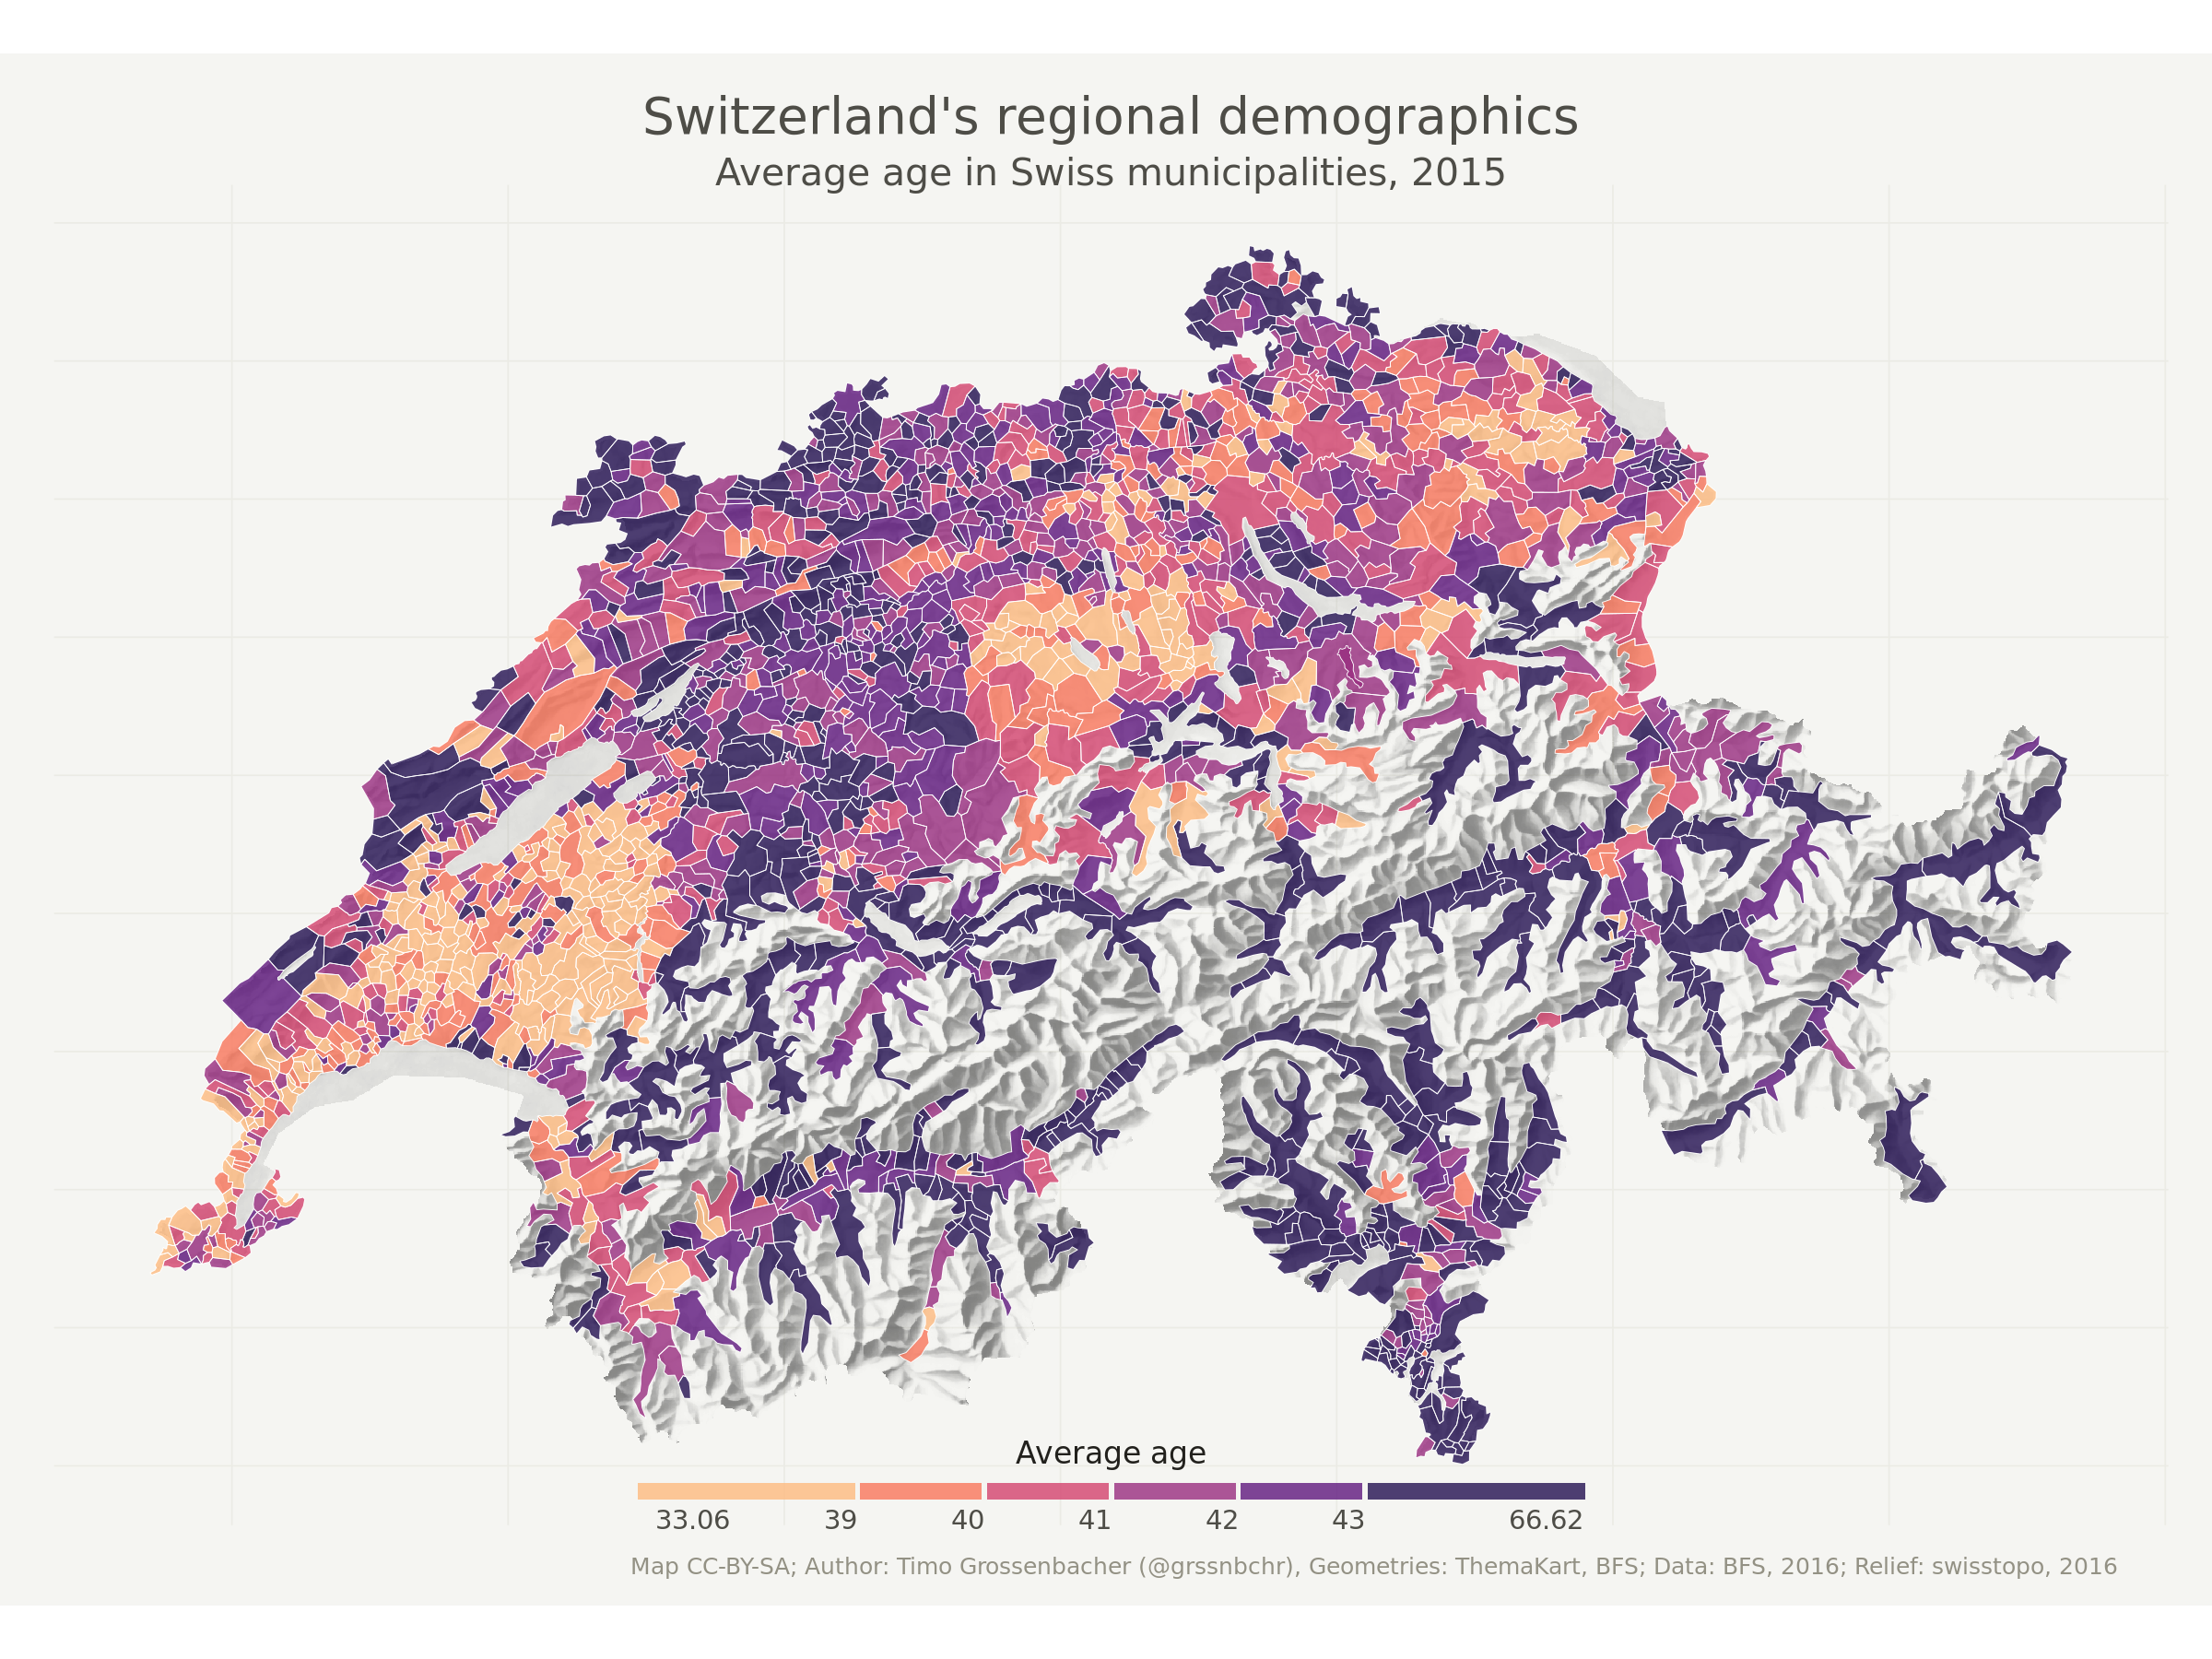 Switzerland's regional demographics
Average age in Swiss municipalities, 2015
Average age
33.06 39 40 41 42 43 66.62
Map CC-BY-SA; Author: Timo Grossenbacher (@grssnbchr), Geometries: ThemaKart, BFS; Data: BFS, 2016; Relief: swisstopo, 2016